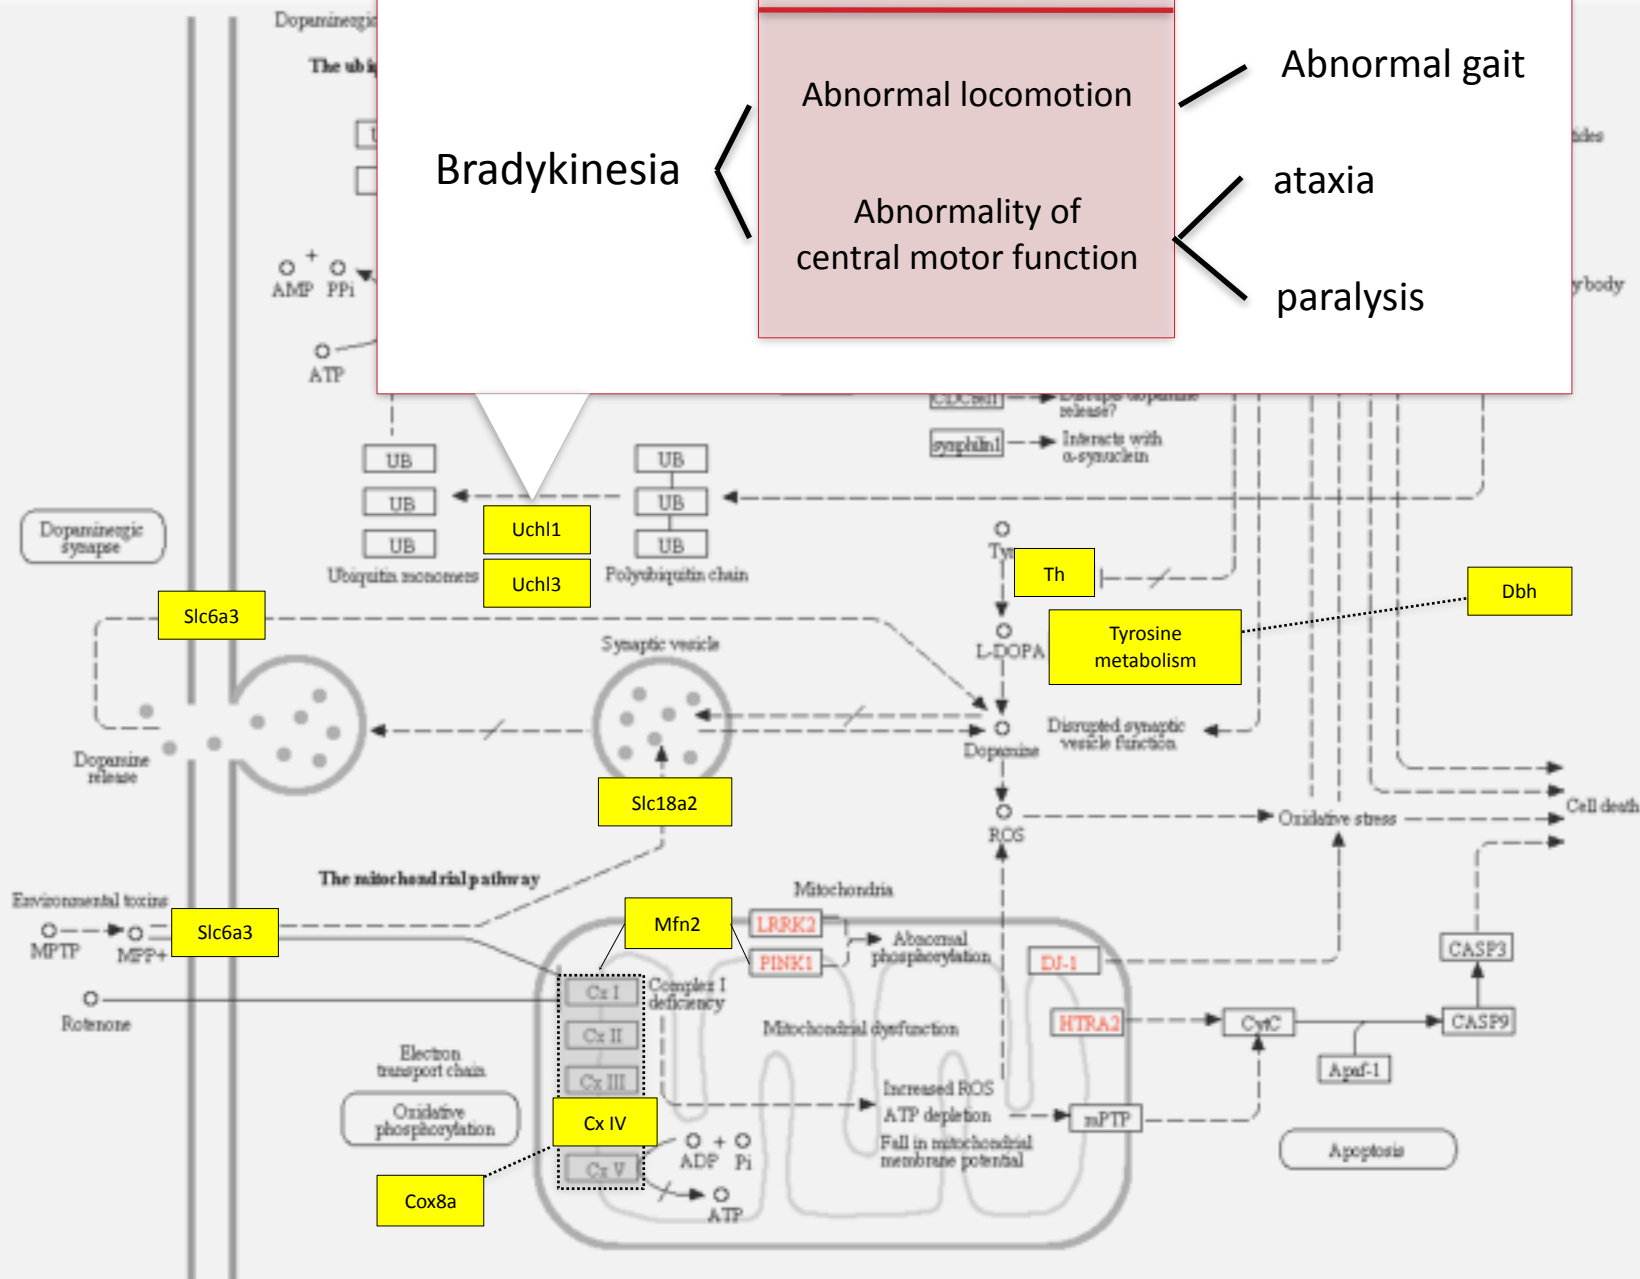 Dopaminergic
The ubiq
Bradykinesia
Abnormal locomotion
Abnormality of
central motor function
Abnormal gait
ataxia
paralysis
AMP + PPi
ATP
release?
synphilin1
Interacts with
α-synuclein
UB
UB
UB
UB
UB
UB
Uchl1
Uchl3
Ubiquitin monomers
Polyubiquitin chain
Dopaminergic
synapse
Tyr
Th
Dbh
Slc6a3
Tyrosine
metabolism
L-DOPA
Synaptic vesicle
Dopamine
release
Dopamine
Disrupted synaptic
vesicle function
Slc18a2
ROS
Oxidative stress
Cell death
The mitochondrial pathway
Environmental toxins
MPTP
MPP+
Slc6a3
Rotenone
Mfn2
Mitochondria
LRRK2
PINK1
Abnormal
phosphorylation
DJ-1
HTRA2
CytC
CASP3
CASP9
Apaf-1
Cx I
Complex I
deficiency
Cx II
Cx III
Cx IV
Cx V
Mitochondrial dysfunction
Electron
transport chain
Oxidative
phosphorylation
Increased ROS
ATP depletion
Fall in mitochondrial
membrane potential
mPTP
ADP + Pi
ATP
Cox8a
Apoptosis